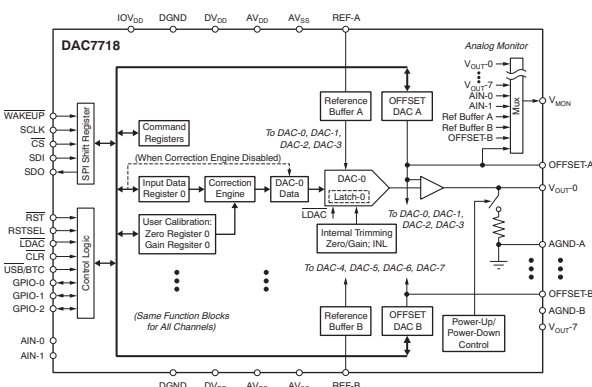 IOVDD DGND DVDD AVDD AVSS REF-A
DAC7718
Analog Monitor
VOUT-0
VOUT-7
AIN-0
AIN-1
Ref Buffer A
Ref Buffer B
OFFSET-B
Mux
VMON
WAKEUP
SCLK
CS
SDI
SDO
SPI Shift Register
Command
Registers
Reference
Buffer A
OFFSET
DAC A
To DAC-0, DAC-1,
DAC-2, DAC-3
OFFSET-A
(When Correction Engine Disabled)
Input Data
Register 0
Correction
Engine
DAC-0
Data
DAC-0
Latch-0
VOUT-0
RST
RSTSEL
LDAC
CLR
USB/BTC
GPIO-0
GPIO-1
GPIO-2
Control Logic
User Calibration:
Zero Register 0
Gain Regsiter 0
LDAC
Internal Trimming
Zero/Gain; INL
To DAC-0, DAC-1,
DAC-2, DAC-3
AGND-A
To DAC-4, DAC-5, DAC-6, DAC-7
OFFSET-B
(Same Function Blocks
for All Channels)
Reference
Buffer B
OFFSET
DAC B
Power-Up/
Power-Down
Control
AGND-B
VOUT-7
AIN-0
AIN-1
DGND DVDD AVDD AVSS REF-B